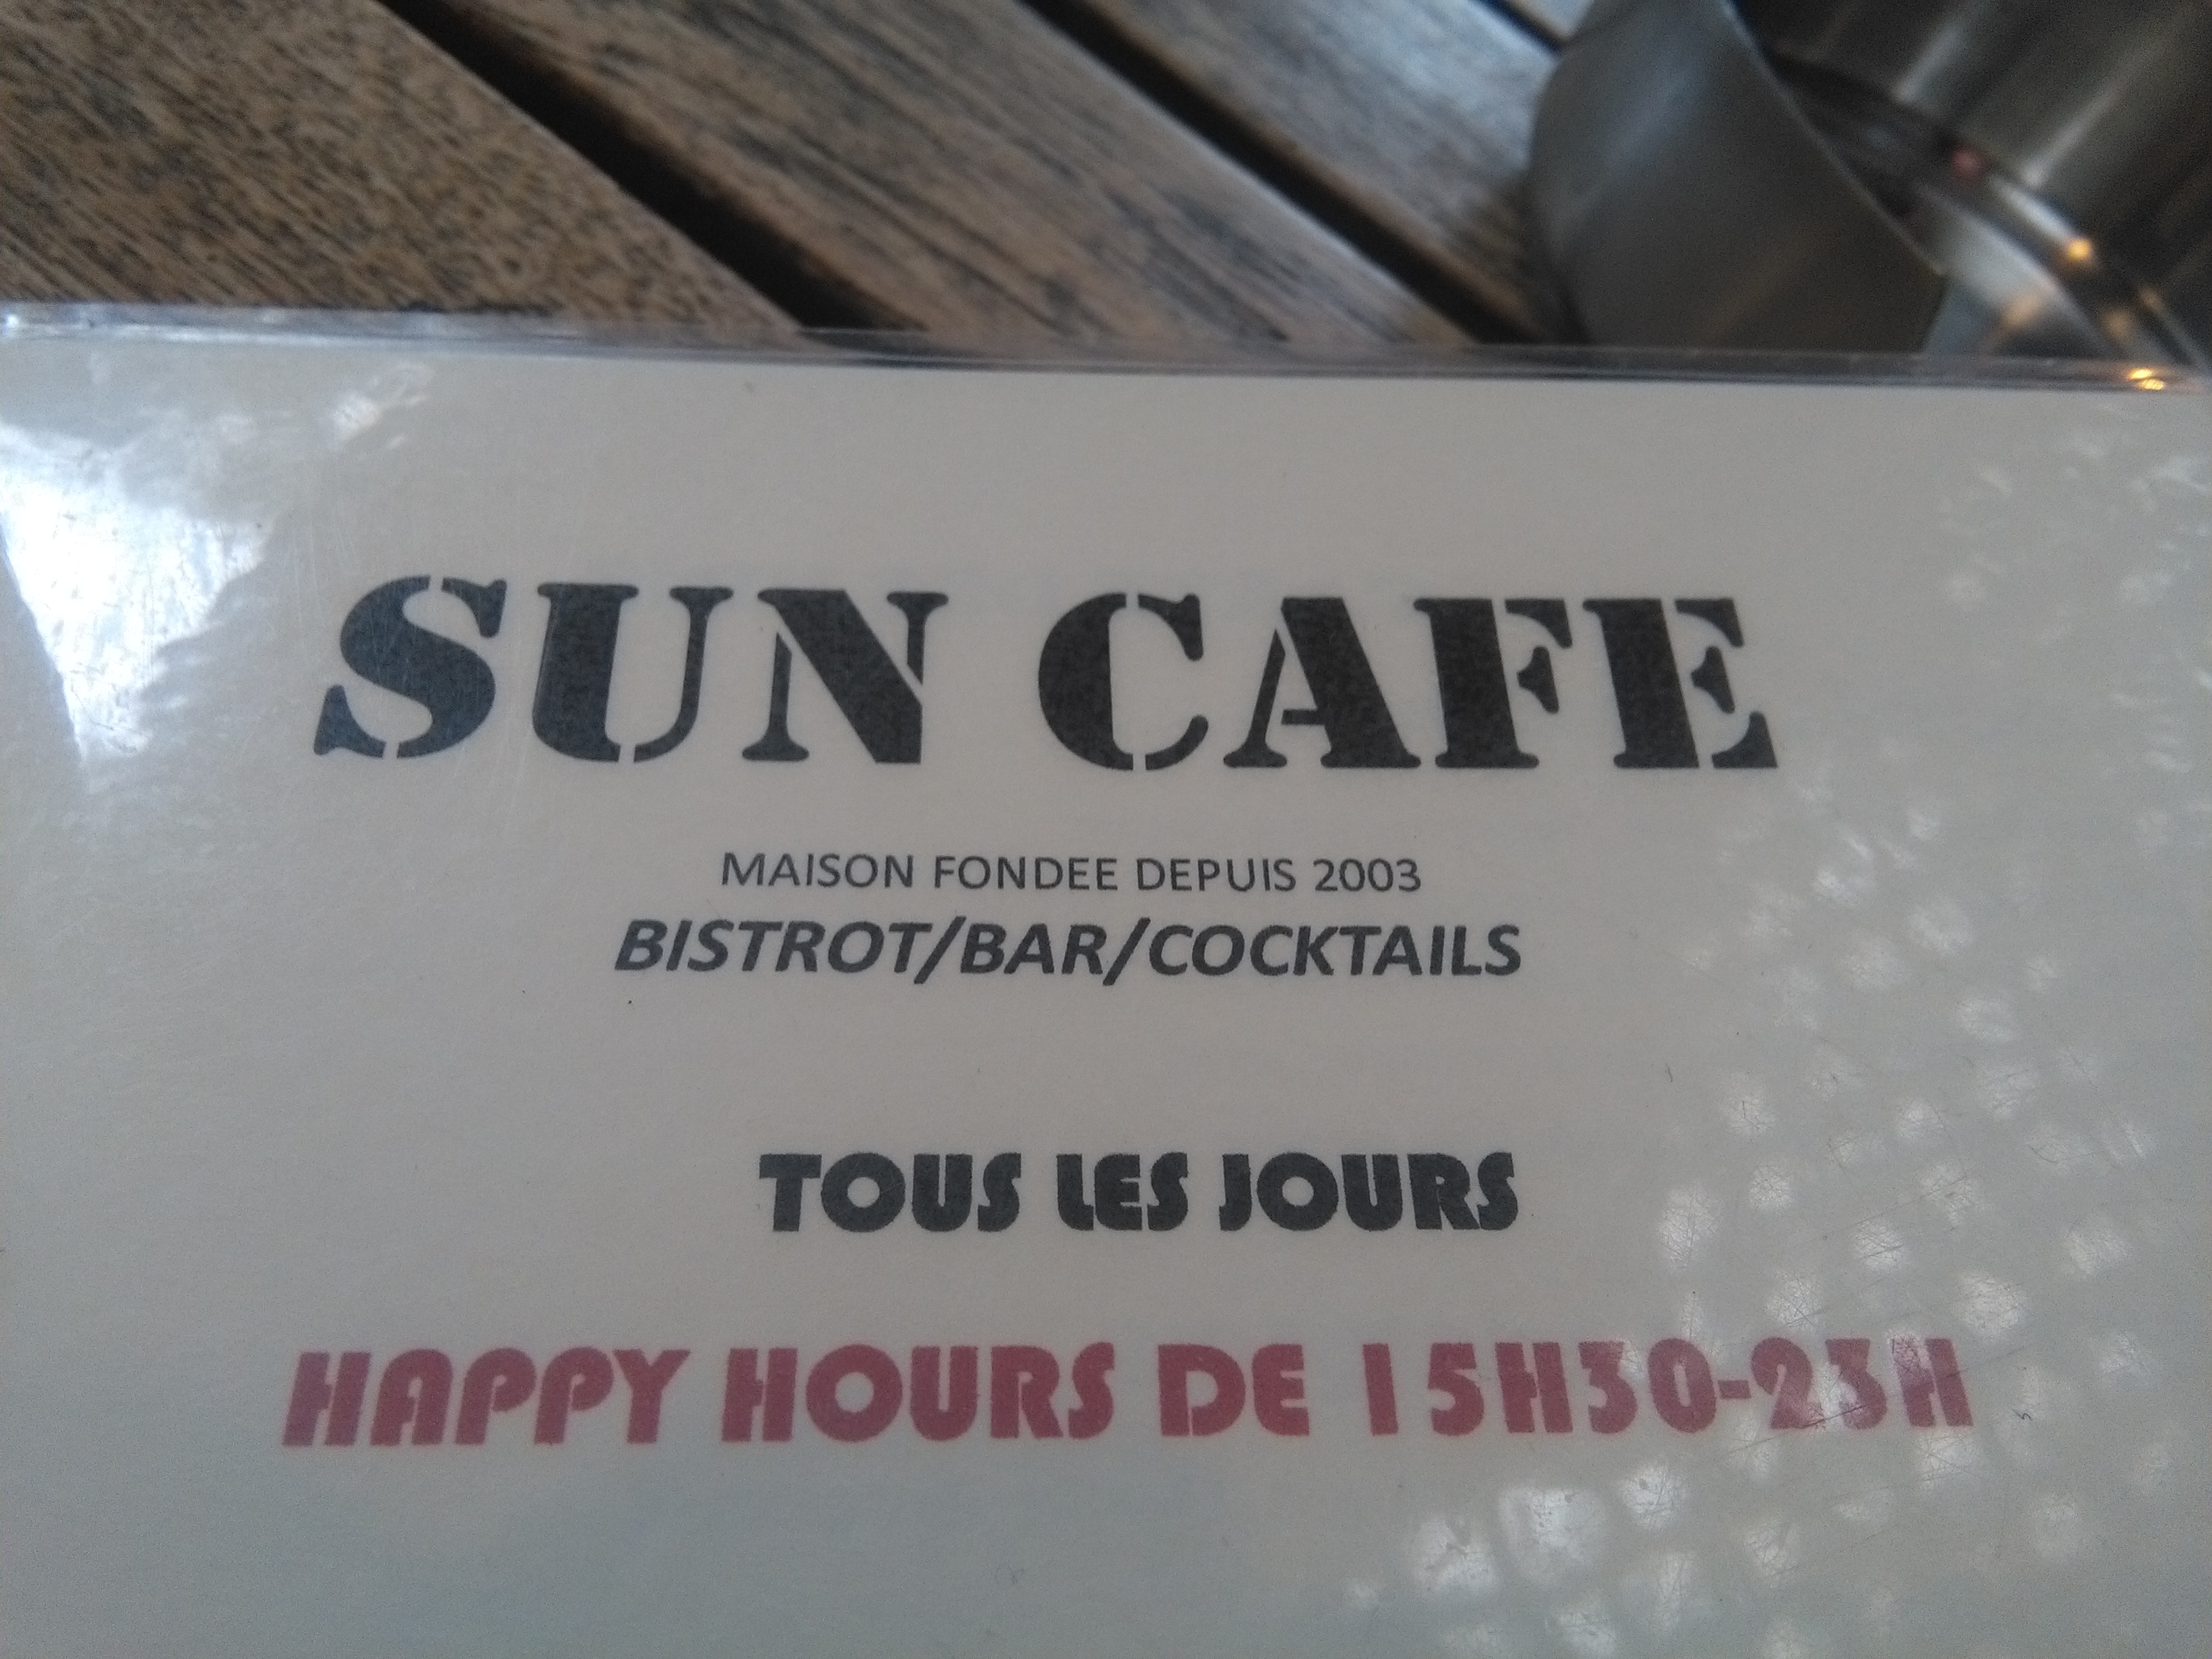 SUN CAFE
MAISON FONDEE DEPUIS 2003
BISTROT/BAR/COCKTAILS
TOUS LES JOURS
HAPPY HOURS DE 15H30-23H